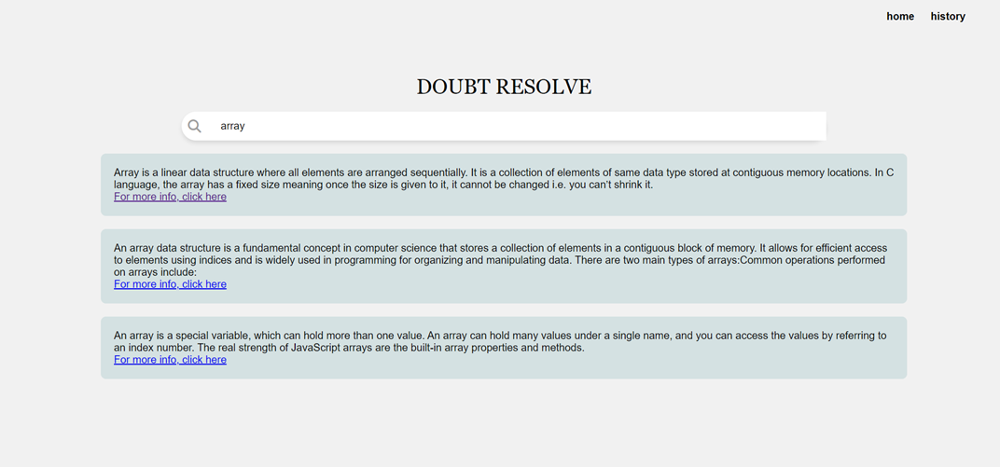 home history
DOUBT RESOLVE
array
Array is a linear data structure where all elements are arranged sequentially. It is a collection of elements of same data type stored at contiguous memory locations. In C
language, the array has a fixed size meaning once the size is given to it, it cannot be changed i.e. you can't shrink it.
For more info, click here
An array data structure is a fundamental concept in computer science that stores a collection of elements in a contiguous block of memory. It allows for efficient access
to elements using indices and is widely used in programming for organizing and manipulating data. There are two main types of arrays:Common operations performed
on arrays include:
For more info, click here
An array is a special variable, which can hold more than one value. An array can hold many values under a single name, and you can access the values by referring to
an index number. The real strength of JavaScript arrays are the built-in array properties and methods.
For more info, click here